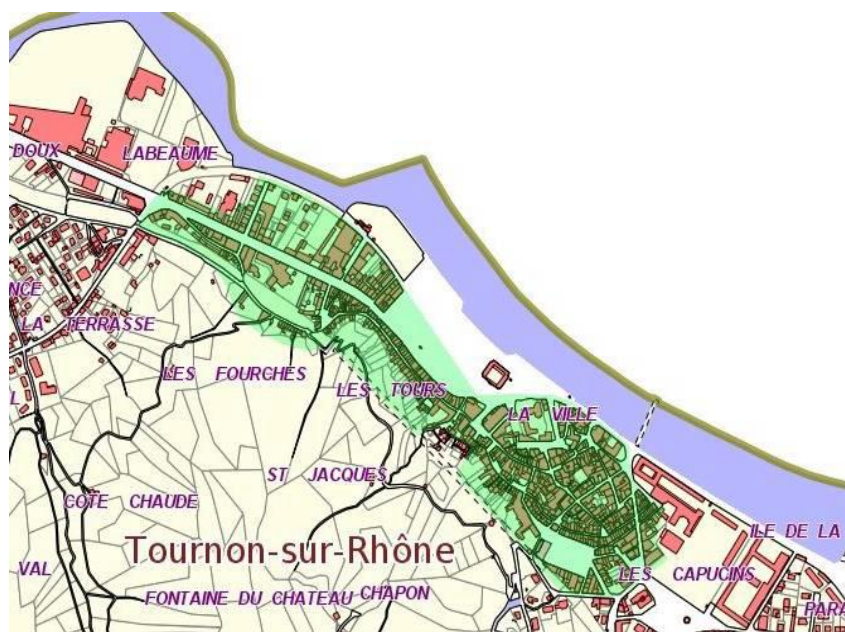 DOUX
LABEAUME
NCE
LA TERRASSE
L
LES FOURCHES
LES TOURS
LA VILLE
ST JACQUES
COTE CHAUDE
ILE DE LA
Tournon-sur-Rhône
VAL
LES CAPUCINS
FONTAINE DU CHATEAU
CHAPON
PARA